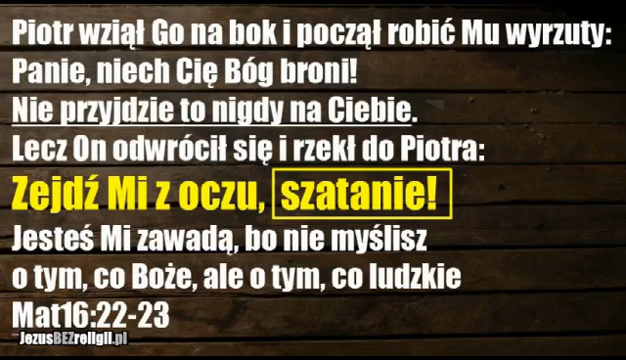 Piotr wziął Go na bok i począł robić Mu wyrzuty:
Panie, niech Cię Bóg broni!
Nie przyjdzie to nigdy na Ciebie.
Lecz On odwrócił się i rzekł do Piotra:
Zejdź Mi z oczu, szatanie!
Jesteś Mi zawadą, bo nie myślisz
o tym, co Boże, ale o tym, co ludzkie
Mat16:22-23
JezusBEZreligii.pl